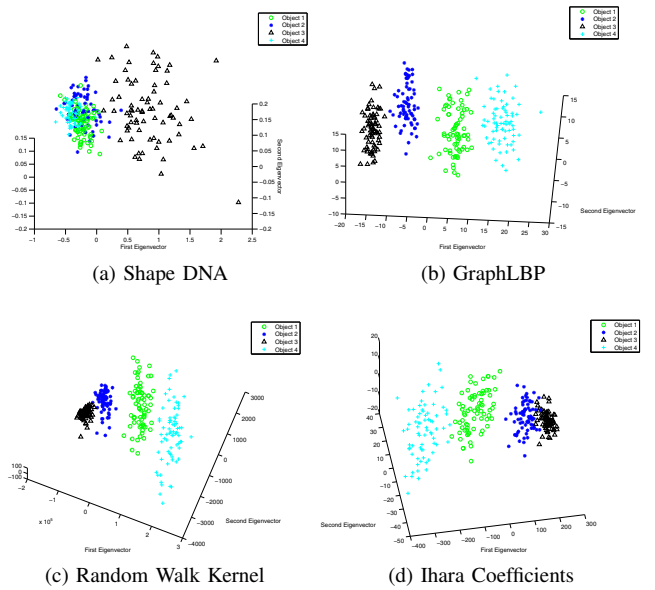 Object 1
Object 2
Object 3
Object 4
0.2
0.15
0.1
0.05
0
−0.05
−0.1
−0.15
−0.2
Second Eigenvector
0.15
0.1
0.05
0
−0.05
−0.1
−0.15
−0.2
−1 −0.5 0 0.5 1 1.5 2 2.5
First Eigenvector
(a) Shape DNA
Object 1
Object 2
Object 3
Object 4
15
10
5
0
−5
−10
−15
Second Eigenvector
15
10
5
0
−5
−10
−20 −15 −10 −5 0 5 10 15 20 25 30
First Eigenvector
(b) GraphLBP
Object 1
Object 2
Object 3
Object 4
3000
2000
1000
0
−2000
−3000
−4000
Second Eigenvector
100
0
−100
−2 −1 0 1 2 3
First Eigenvector
(c) Random Walk Kernel
Object 1
Object 2
Object 3
Object 4
20
10
0
−10
40
30
20
10
0
−10
−20
−30
−40
−50
Second Eigenvector
−400 −300 −200 −100 0 100 200 300
First Eigenvector
(d) Ihara Coefficients